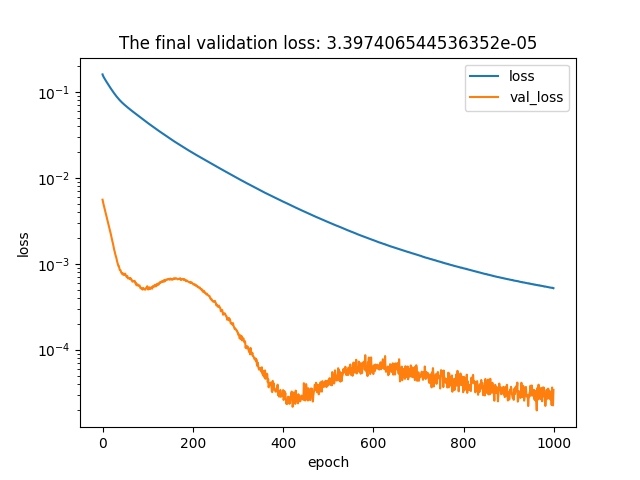 The final validation loss: 3.397406544536352e-05
loss
val_loss
10⁻¹
10⁻²
10⁻³
10⁻⁴
loss
0 200 400 600 800 1000
epoch